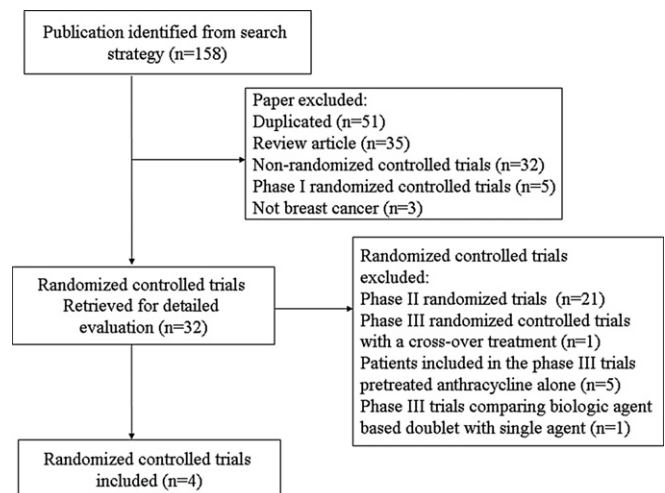 Publication identified from search
strategy (n=158)
Paper excluded:
Duplicated (n=51)
Review article (n=35)
Non-randomized controlled trials (n=32)
Phase I randomized controlled trials (n=5)
Not breast cancer (n=3)
Randomized controlled trials
Retrieved for detailed
evaluation (n=32)
Randomized controlled trials
excluded:
Phase II randomized trials (n=21)
Phase III randomized controlled trials
with a cross-over treatment (n=1)
Patients included in the phase III trials
pretreated anthracycline alone (n=5)
Phase III trials comparing biologic agent
based doublet with single agent (n=1)
Randomized controlled trials
included (n=4)